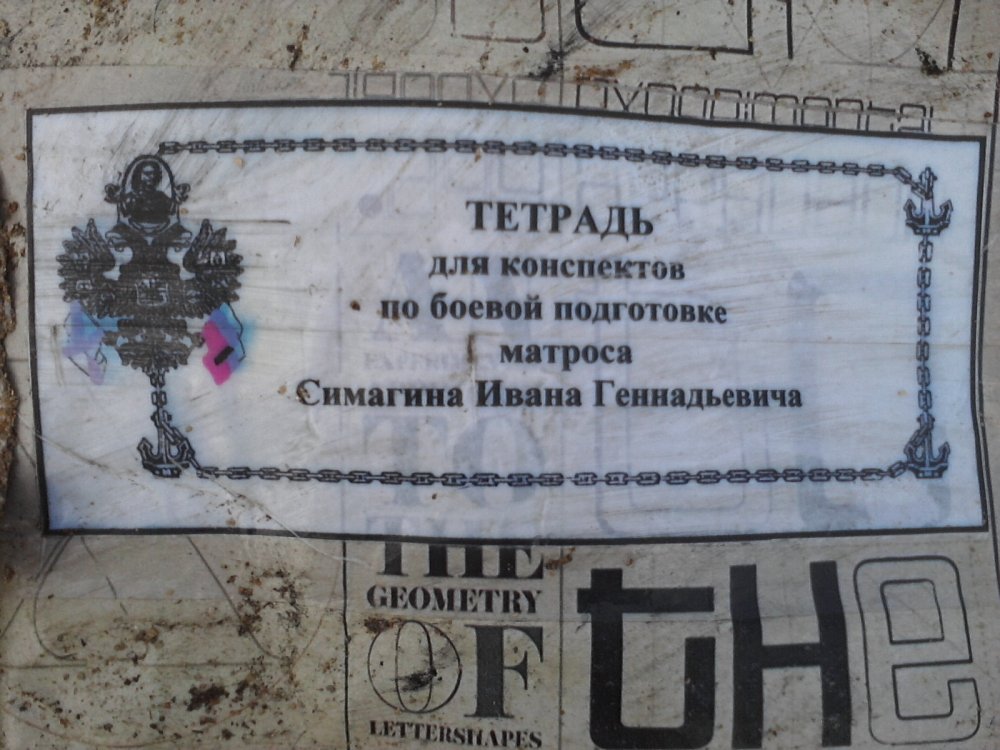 ТЕТРАДЬ
для конспектов
по боевой подготовке
матроса
Симагина Ивана Геннадьевича
THE
GEOMETRY
OF
LETTERSHAPES
tHe